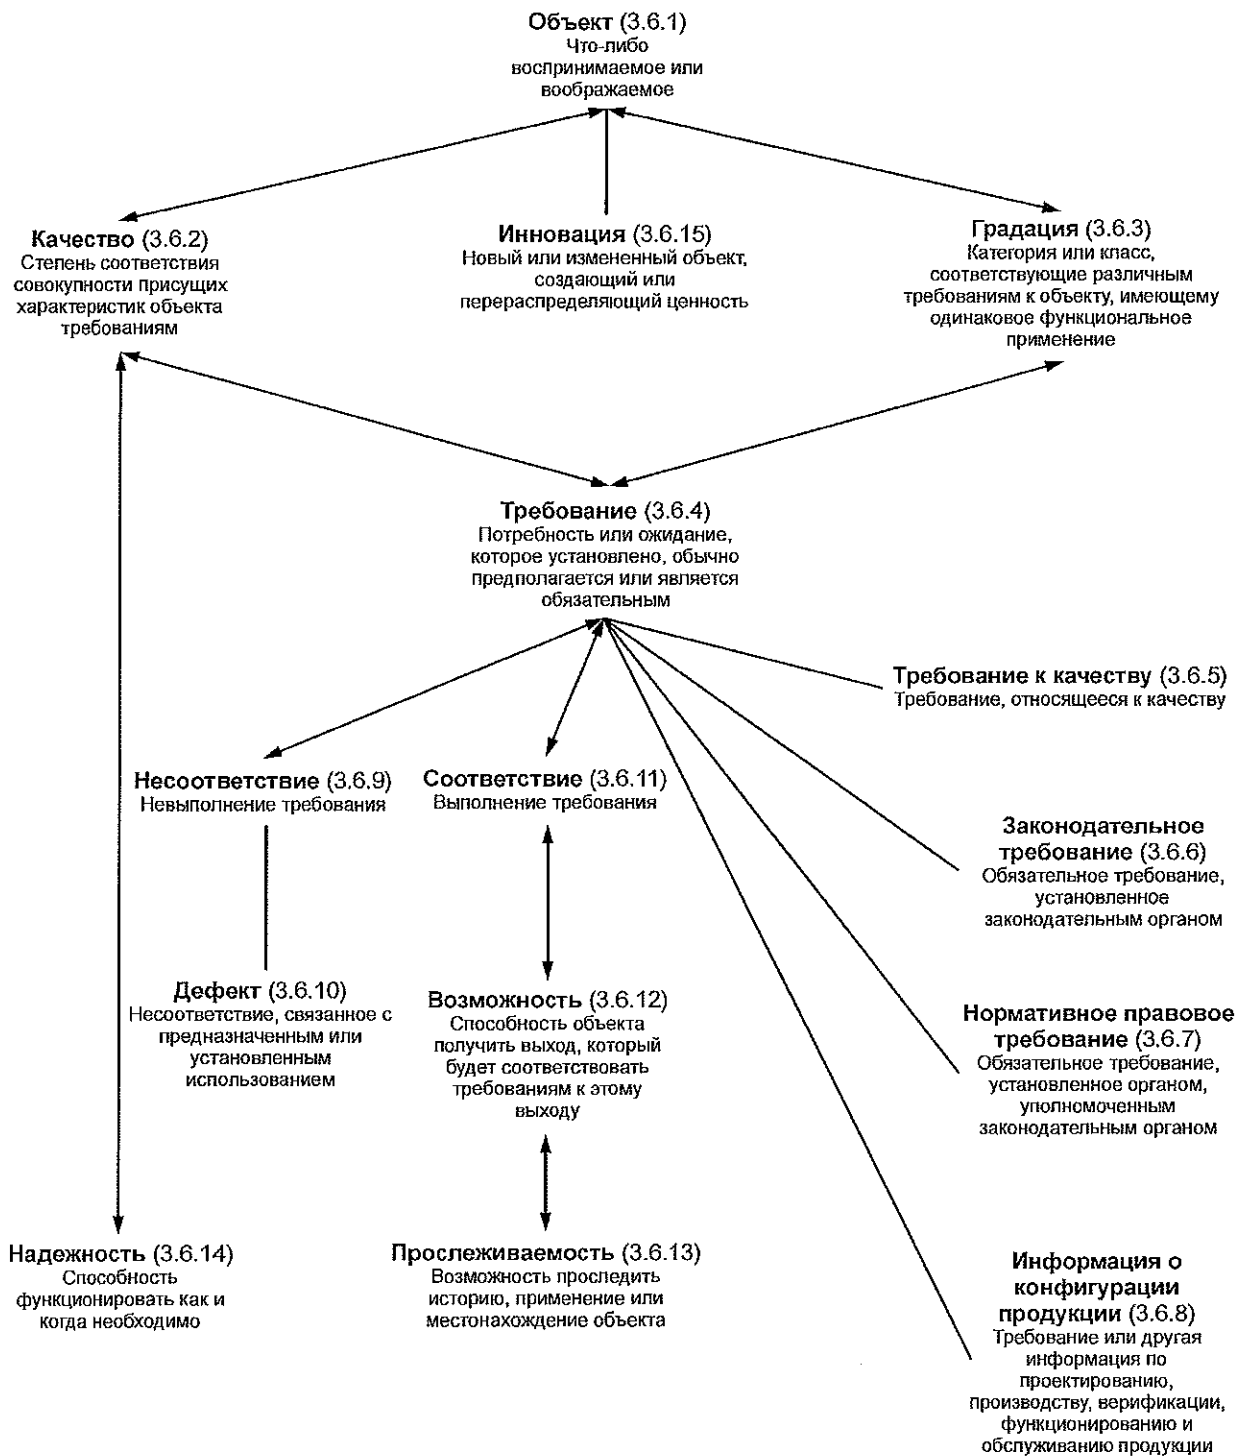 Объект (3.6.1)
Что-либо
воспринимаемое или
воображаемое
Качество (3.6.2)
Степень соответствия
совокупности присущих
характеристик объекта
требованиям
Инновация (3.6.15)
Новый или измененный объект,
создающий или
перераспределяющий ценность
Градация (3.6.3)
Категория или класс,
соответствующие различным
требованиям к объекту, имеющему
одинаковое функциональное
применение
Требование (3.6.4)
Потребность или ожидание,
которое установлено, обычно
предполагается или является
обязательным
Требование к качеству (3.6.5)
Требование, относящееся к качеству
Несоответствие (3.6.9)
Невыполнение требования
Соответствие (3.6.11)
Выполнение требования
Законодательное
требование (3.6.6)
Обязательное требование,
установленное
законодательным органом
Дефект (3.6.10)
Несоответствие, связанное с
предназначенным или
установленным
использованием
Возможность (3.6.12)
Способность объекта
получить выход, который
будет соответствовать
требованиям к этому
выходу
Нормативное правовое
требование (3.6.7)
Обязательное требование,
установленное органом,
уполномоченным
законодательным органом
Надежность (3.6.14)
Способность
функционировать как и
когда необходимо
Прослеживаемость (3.6.13)
Возможность проследить
историю, применение или
местонахождение объекта
Информация о
конфигурации
продукции (3.6.8)
Требование или другая
информация по
проектированию,
производству, верификации,
функционированию и
обслуживанию продукции